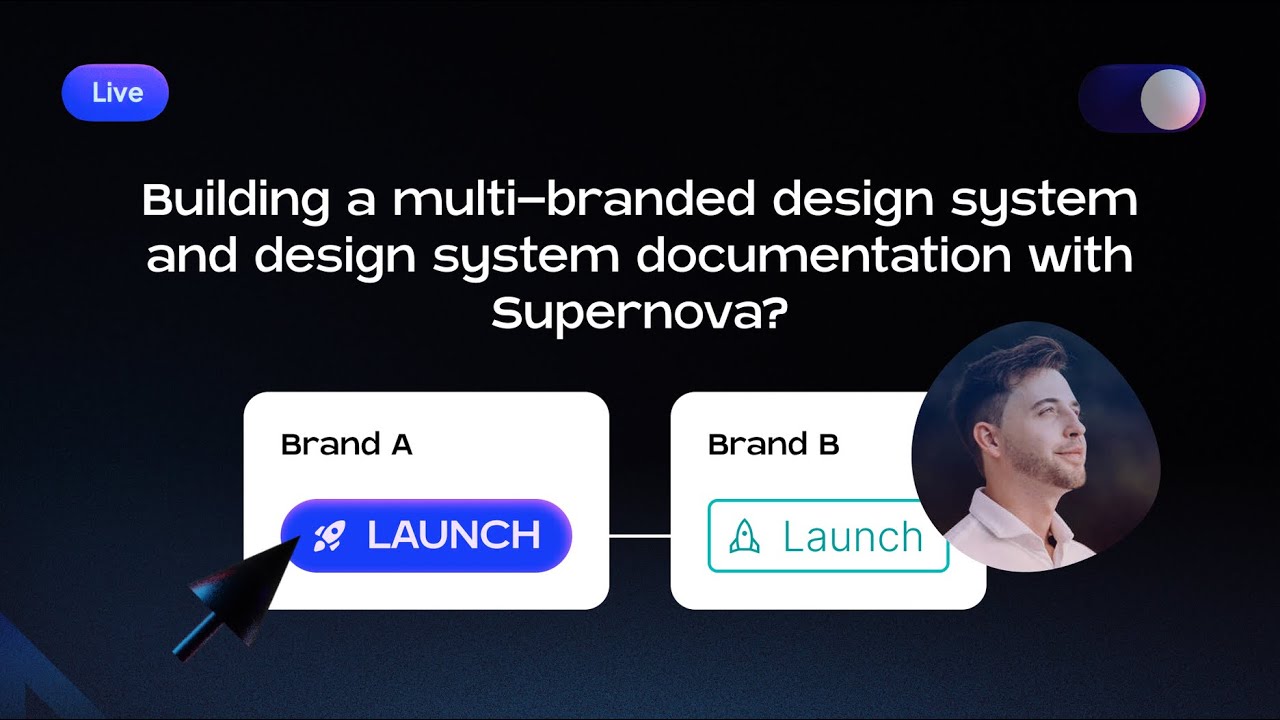 Live
Building a multi–branded design system
and design system documentation with
Supernova?
Brand A
LAUNCH
Brand B
Launch